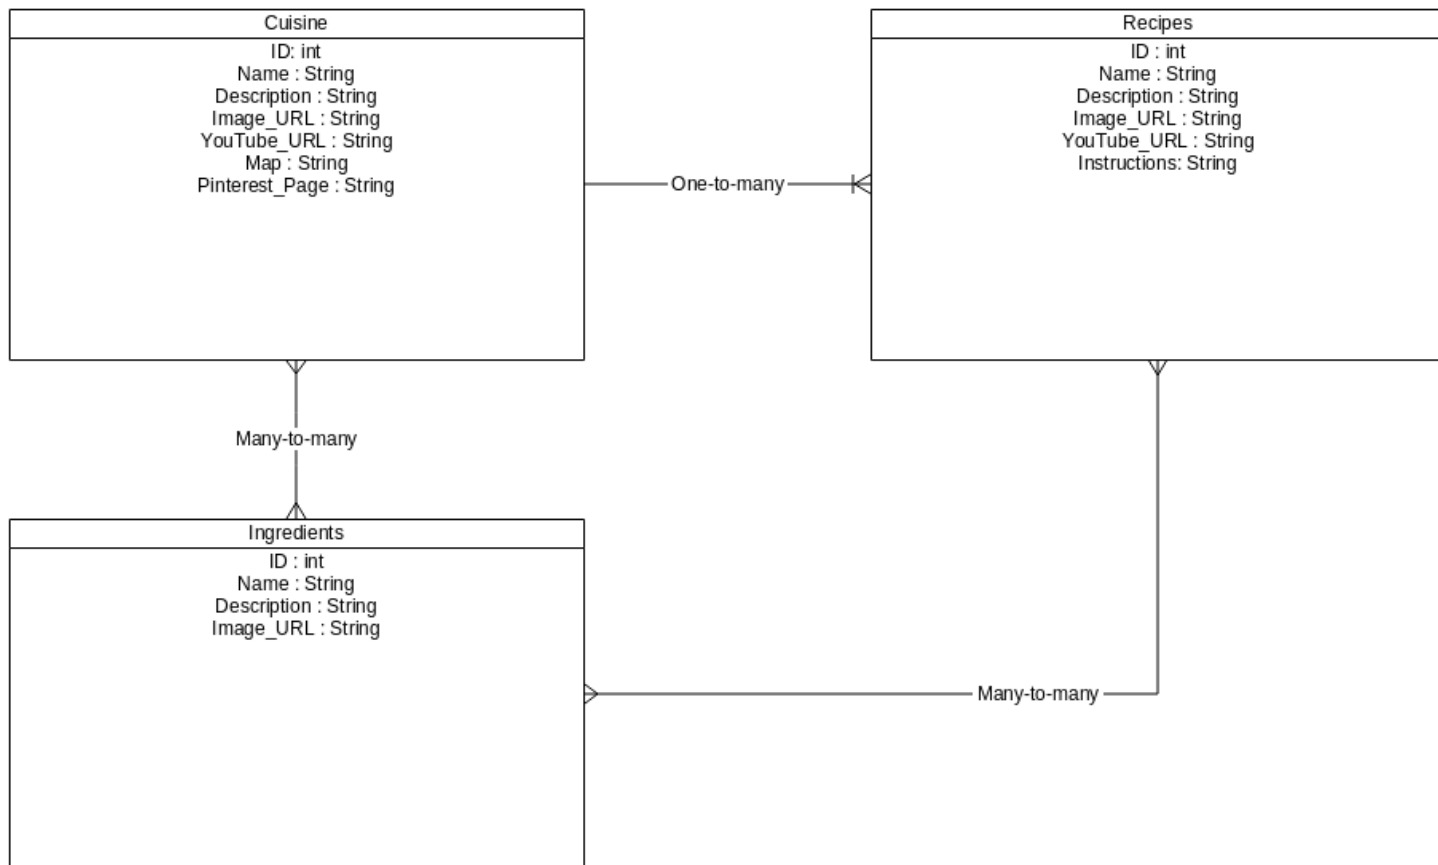 Cuisine
ID: int
Name : String
Description : String
Image_URL : String
YouTube_URL : String
Map : String
Pinterest_Page : String
One-to-many
Recipes
ID : int
Name : String
Description : String
Image_URL : String
YouTube_URL : String
Instructions: String
Many-to-many
Ingredients
ID : int
Name : String
Description : String
Image_URL : String
Many-to-many